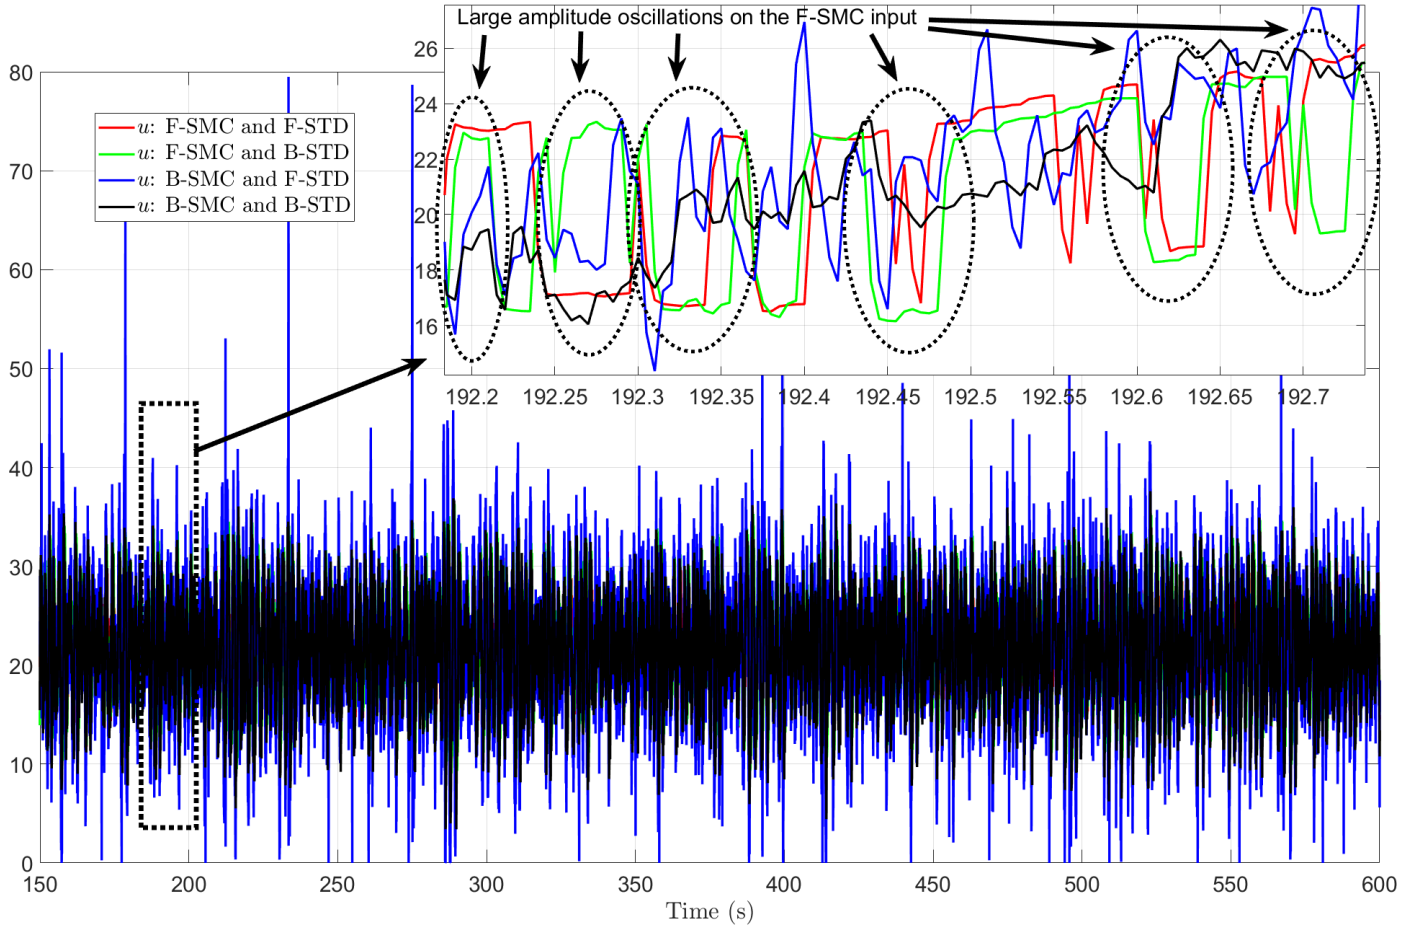 Large amplitude oscillations on the F-SMC input
26
24
22
20
18
16
192.2 192.25 192.3 192.35 192.4 192.45 192.5 192.55 192.6 192.65 192.7
80
70
60
50
40
30
20
10
0
u: F-SMC and F-STD
u: F-SMC and B-STD
u: B-SMC and F-STD
u: B-SMC and B-STD
150 200 250 300 350 400 450 500 550 600
Time (s)